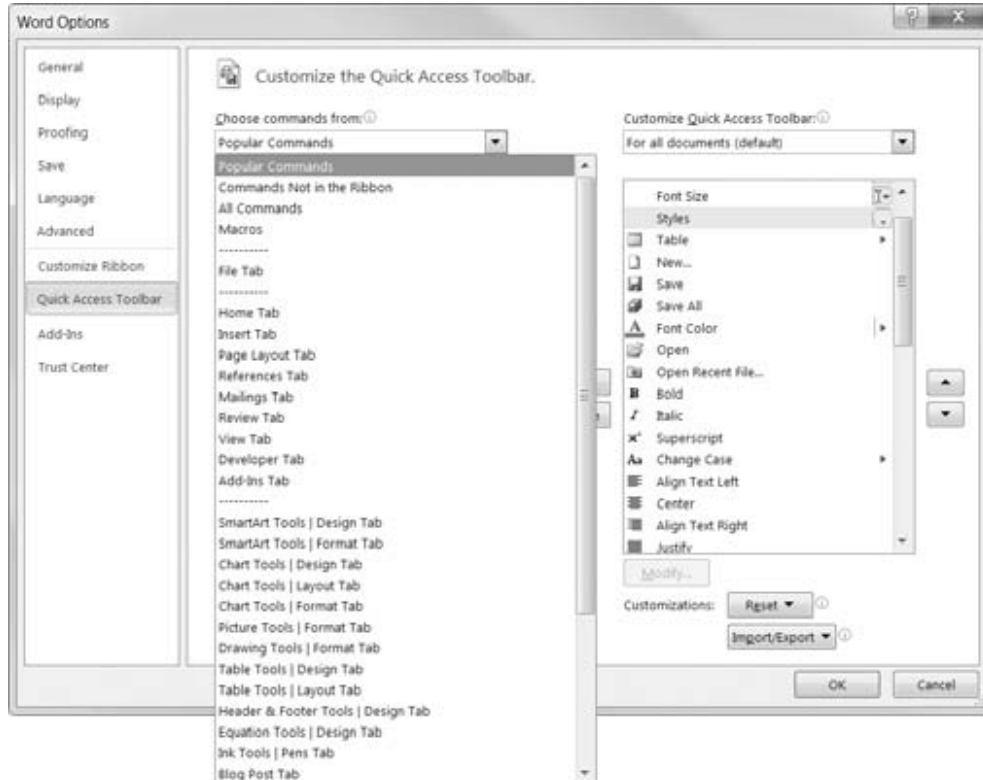 Word Options
General
Display
Proofing
Save
Language
Advanced
Customize Ribbon
Quick Access Toolbar
Add-Ins
Trust Center
Customize the Quick Access Toolbar.
Choose commands from:
Popular Commands
Popular Commands
Commands Not in the Ribbon
All Commands
Macros
----------
File Tab
----------
Home Tab
Insert Tab
Page Layout Tab
References Tab
Mailings Tab
Review Tab
View Tab
Developer Tab
Add-Ins Tab
----------
SmartArt Tools | Design Tab
SmartArt Tools | Format Tab
Chart Tools | Design Tab
Chart Tools | Layout Tab
Chart Tools | Format Tab
Picture Tools | Format Tab
Drawing Tools | Format Tab
Table Tools | Design Tab
Table Tools | Layout Tab
Header & Footer Tools | Design Tab
Equation Tools | Design Tab
Ink Tools | Pens Tab
Blog Post Tab
Customize Quick Access Toolbar:
For all documents (default)
Font Size
Styles
Table
New...
Save
Save All
Font Color
Open
Open Recent File...
Bold
Italic
Superscript
Change Case
Align Text Left
Center
Align Text Right
Justify
Modify...
Customizations: Reset
Import/Export
OK Cancel